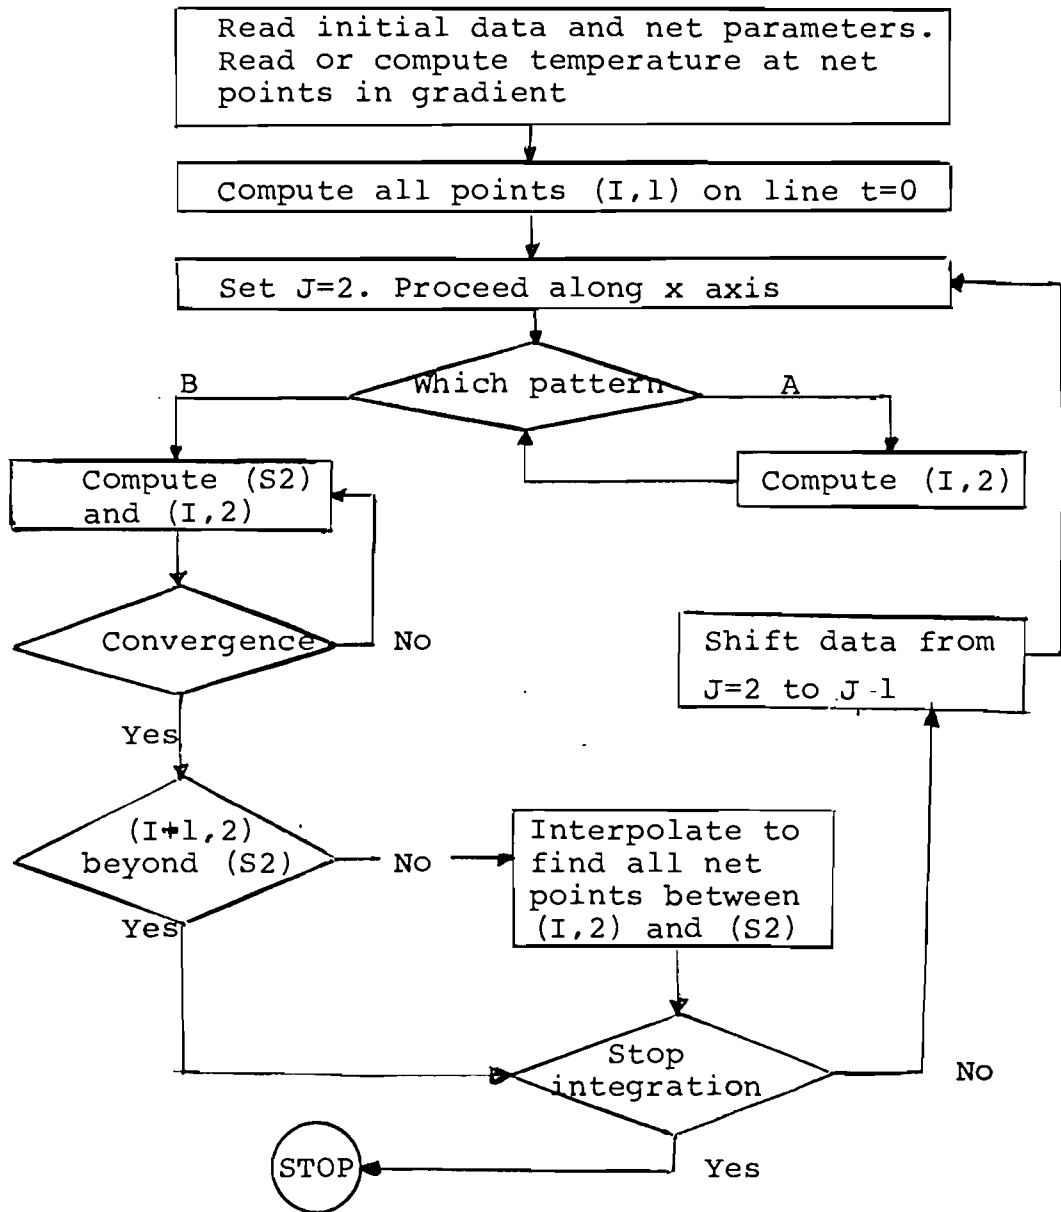 Read initial data and net parameters.
Read or compute temperature at net
points in gradient
Compute all points (I,1) on line t=0
Set J=2. Proceed along x axis
Which pattern
B
A
Compute (S2)
and (I,2)
Compute (I,2)
Convergence
No
Shift data from
J=2 to J-1
Yes
(I+1,2)
beyond (S2)
No
Interpolate to
find all net
points between
(I,2) and (S2)
Yes
Stop
integration
No
STOP
Yes